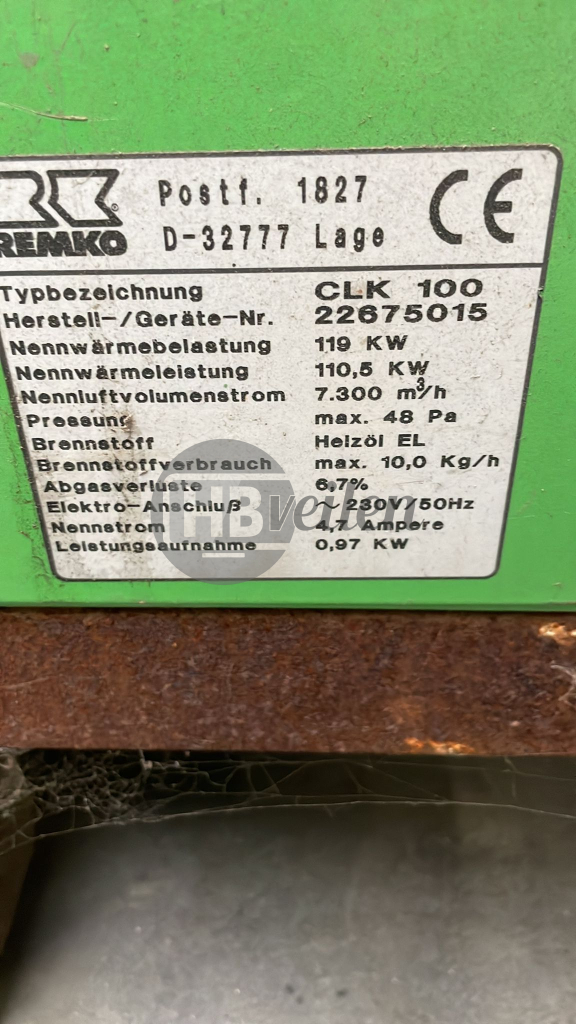 Postf. 1827
REMKO®
D-32777 Lage
CE
Typbezeichnung CLK 100
Herstell-/Geräte-Nr. 22675015
Nennwärmebelastung 119 KW
Nennwärmeleistung 110,5 KW
Nennluftvolumenstrom 7.300 m³/h
Pressung max. 48 Pa
Brennstoff Heizöl EL
Brennstoffverbrauch max. 10,0 Kg/h
Abgasverluste 6,7%
Elektro-Anschluß ~230V/50Hz
Nennstrom 4,7 Ampere
Leistungsaufnahme 0,97 KW
HBveilen